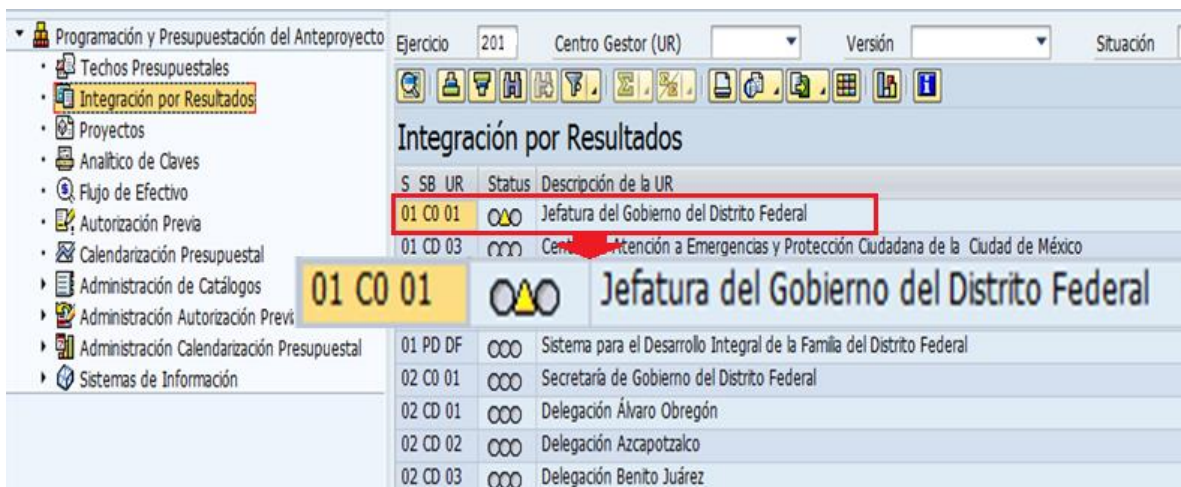 Programación y Presupuestación del Anteproyecto
Techos Presupuestales
Integración por Resultados
Proyectos
Analítico de Claves
Flujo de Efectivo
Autorización Previa
Calendarización Presupuestal
Administración de Catálogos
Administración Autorización Previ
Administración Calendarización Presupuestal
Sistemas de Información
Ejercicio 201 Centro Gestor (UR) Versión Situación
Integración por Resultados
S SB UR Status Descripción de la UR
01 C0 01 Jefatura del Gobierno del Distrito Federal
01 CD 03 Atención a Emergencias y Protección Ciudadana de la Ciudad de México
01 C0 01 Jefatura del Gobierno del Distrito Federal
01 PD DF Sistema para el Desarrollo Integral de la Familia del Distrito Federal
02 C0 01 Secretaría de Gobierno del Distrito Federal
02 CD 01 Delegación Álvaro Obregón
02 CD 02 Delegación Azcapotzalco
02 CD 03 Delegación Benito Juárez